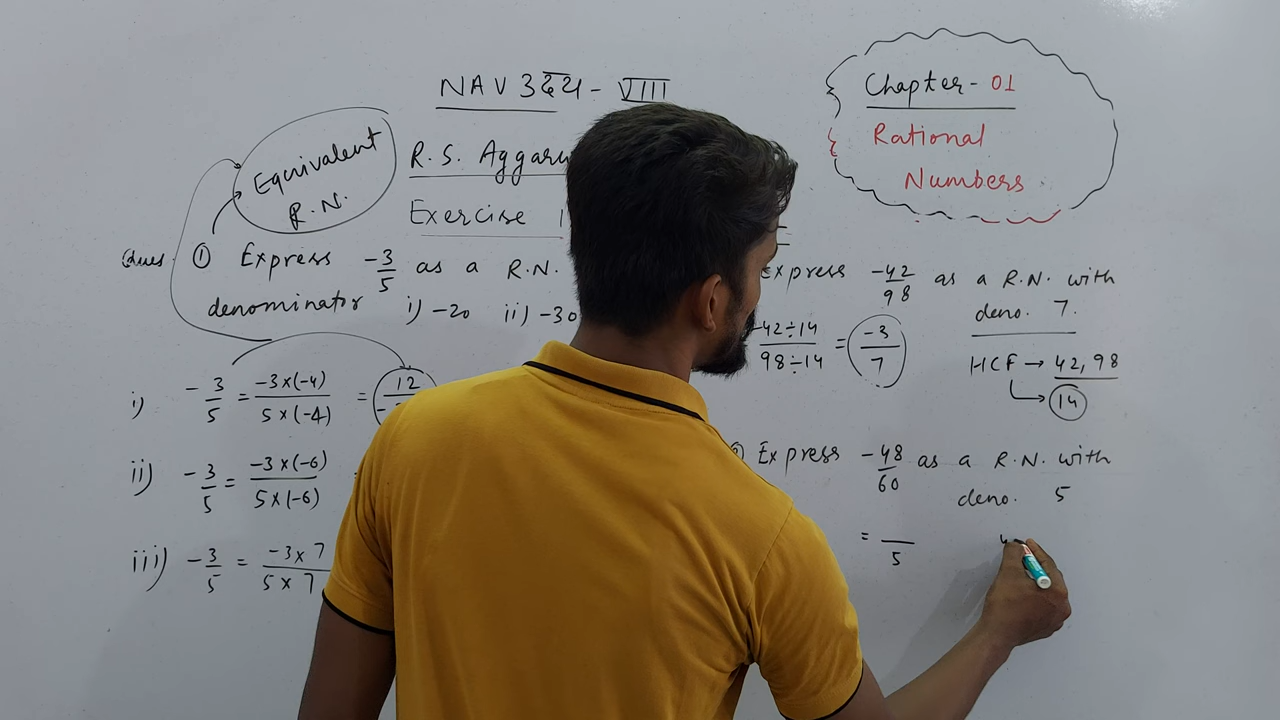 NAV उदय - VIII
Chapter - 01
Rational
Numbers
Equivalent
R.N.
R. S. Aggarw
Exercise 1
Ques. ① Express -3/5 as a R.N.
denominator i) -20 ii) -30
i) -3/5 = -3×(-4)/5×(-4) = 12/
ii) -3/5 = -3×(-6)/5×(-6)
iii) -3/5 = -3×7/5×7
Express -42/98 as a R.N. with
deno. 7.
-42÷14/98÷14 = -3/7
HCF → 42, 98
→ 14
Express -48/60 as a R.N. with
deno. 5
= /5